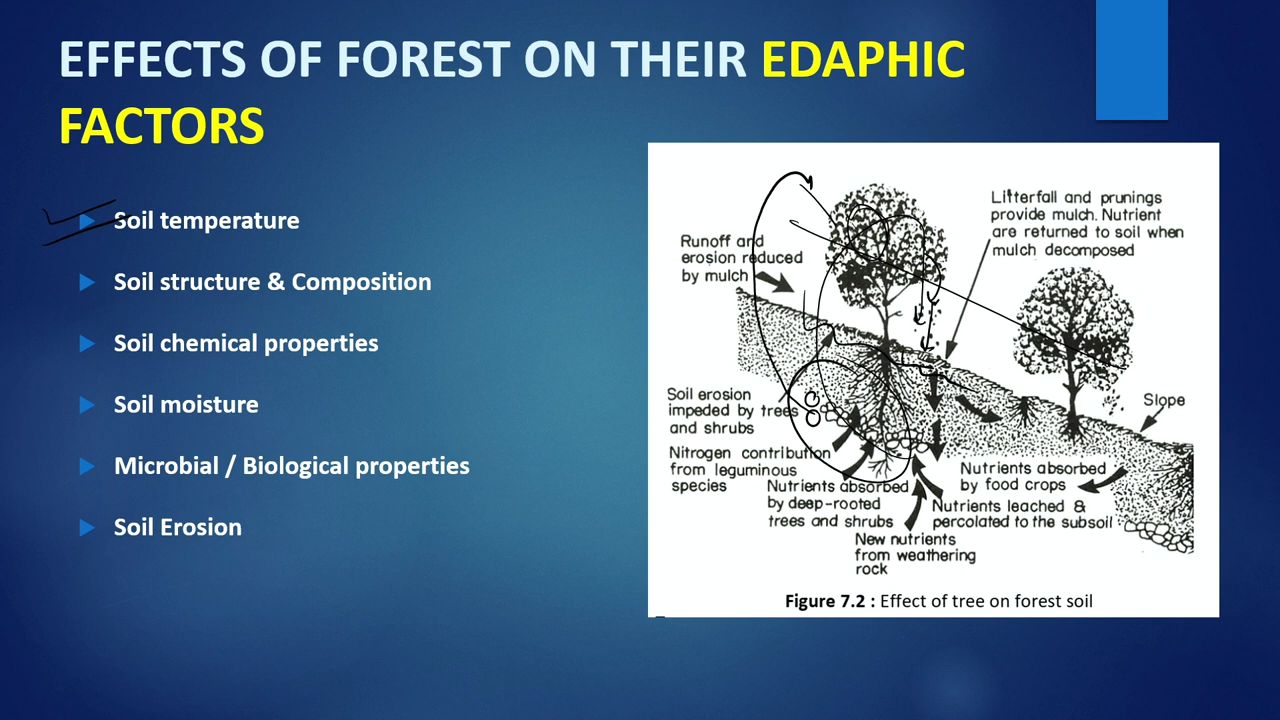 EFFECTS OF FOREST ON THEIR EDAPHIC
FACTORS
Soil temperature
Soil structure & Composition
Soil chemical properties
Soil moisture
Microbial / Biological properties
Soil Erosion
Runoff and
erosion reduced
by mulch
Litterfall and prunings
provide mulch. Nutrient
are returned to soil when
mulch decomposed
Soil erosion
impeded by trees
and shrubs
Slope
Nitrogen contribution
from leguminous
species
Nutrients absorbed
by deep-rooted
trees and shrubs
Nutrients absorbed
by food crops
Nutrients leached &
percolated to the subsoil
New nutrients
from weathering
rock
Figure 7.2 : Effect of tree on forest soil